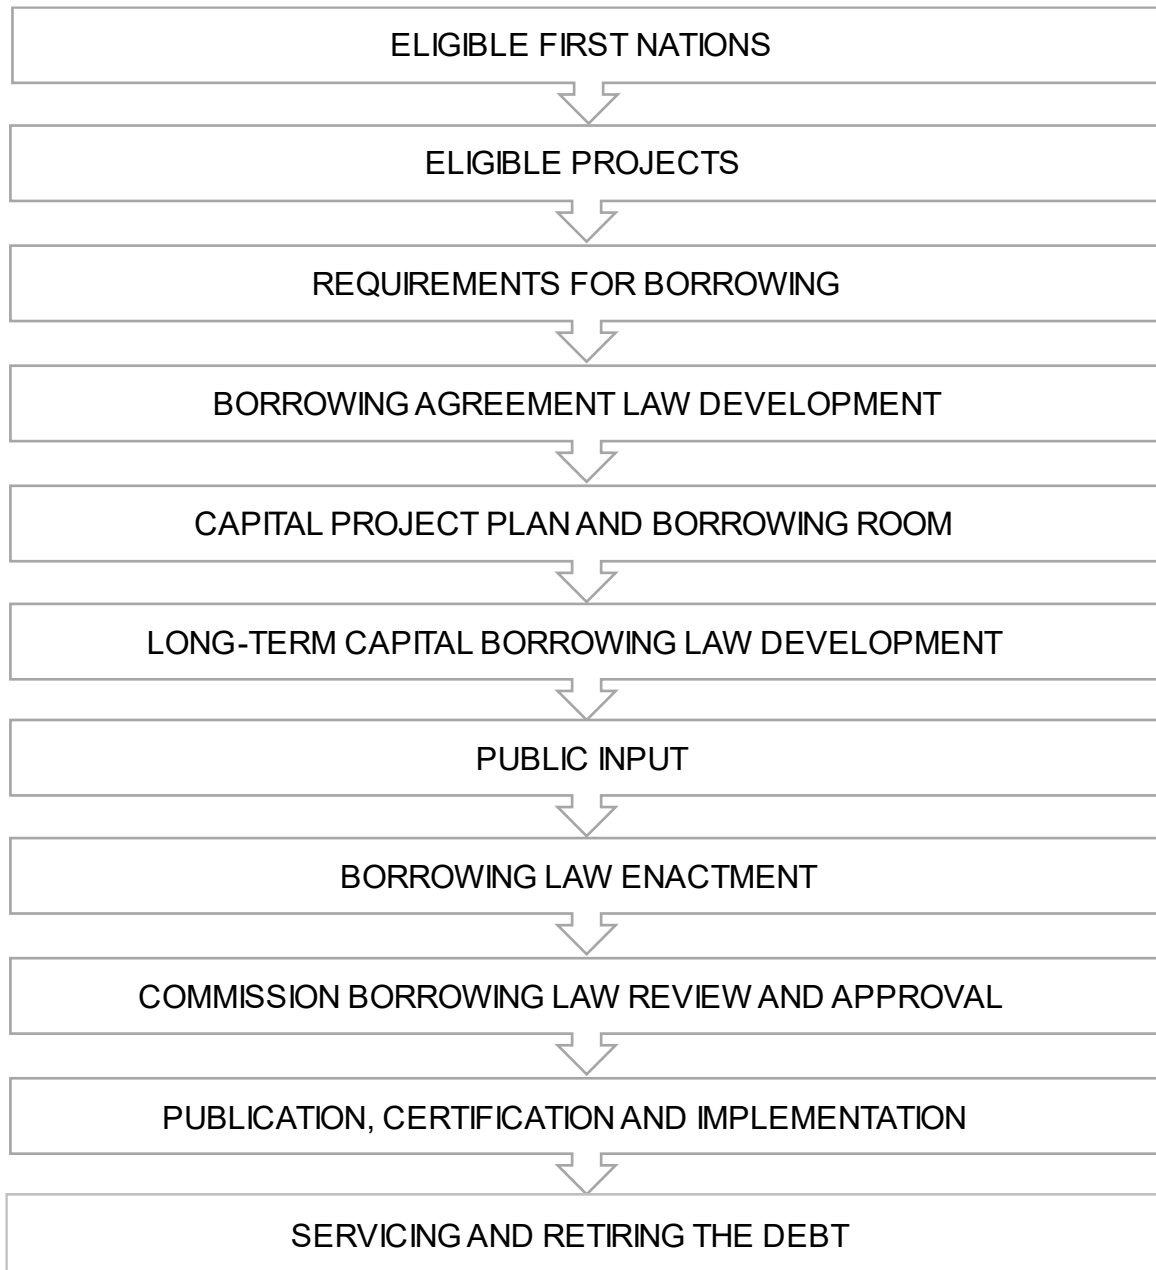 ELIGIBLE FIRST NATIONS
ELIGIBLE PROJECTS
REQUIREMENTS FOR BORROWING
BORROWING AGREEMENT LAW DEVELOPMENT
CAPITAL PROJECT PLAN AND BORROWING ROOM
LONG-TERM CAPITAL BORROWING LAW DEVELOPMENT
PUBLIC INPUT
BORROWING LAW ENACTMENT
COMMISSION BORROWING LAW REVIEW AND APPROVAL
PUBLICATION, CERTIFICATION AND IMPLEMENTATION
SERVICING AND RETIRING THE DEBT